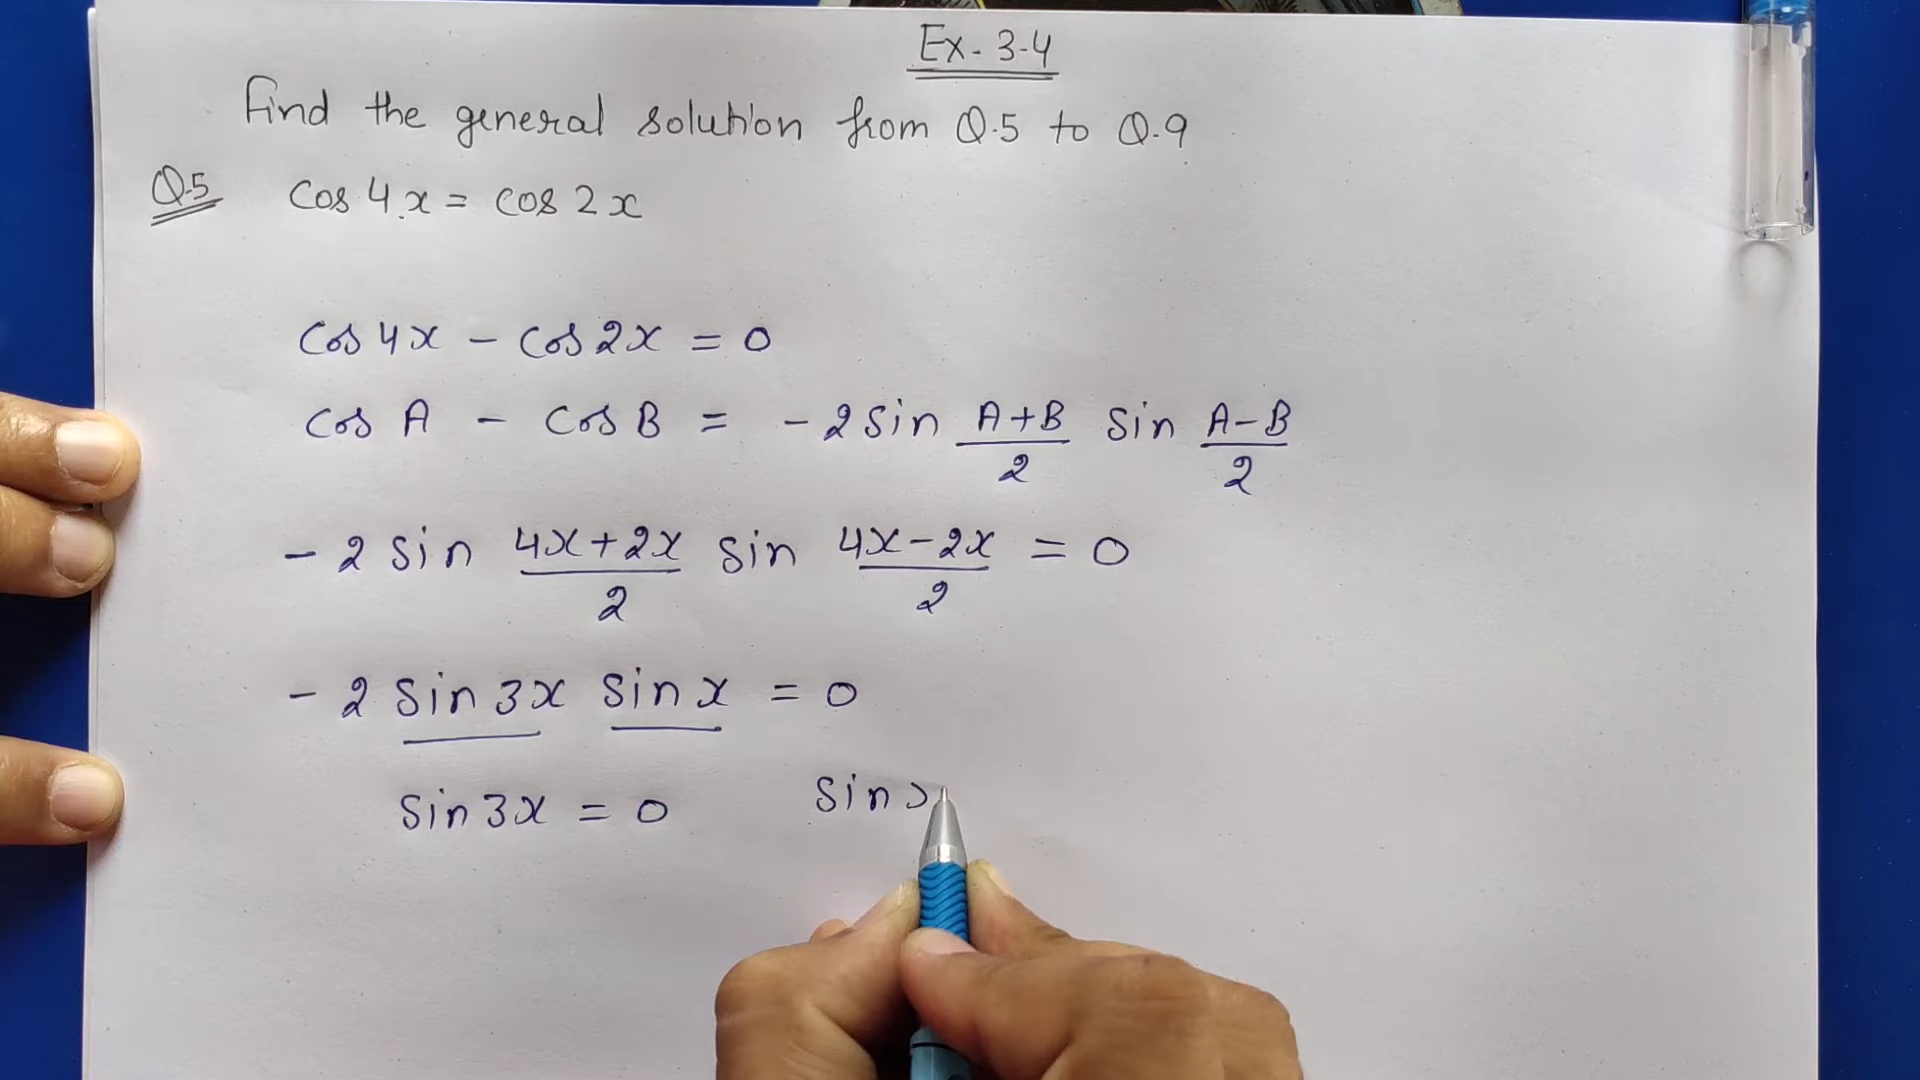 Ex-3.4
Find the general solution from Q.5 to Q.9
Q.5 cos 4x = cos 2x
cos 4x - cos 2x = 0
cos A - cos B = -2 sin (A+B)/2 sin (A-B)/2
-2 sin (4x+2x)/2 sin (4x-2x)/2 = 0
-2 sin 3x sin x = 0
sin 3x = 0 sin x